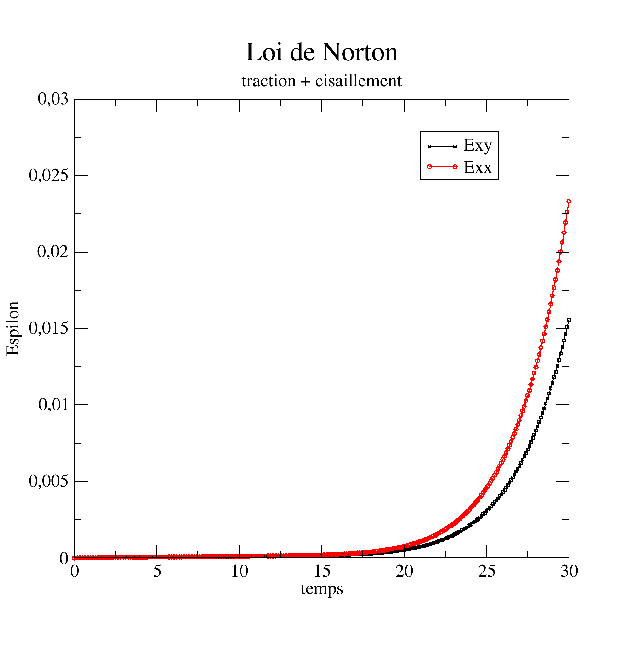 Loi de Norton
traction + cisaillement
0,03
0,025
0,02
0,015
0,01
0,005
0
Espilon
Exy
Exx
0 5 10 15 20 25 30
temps